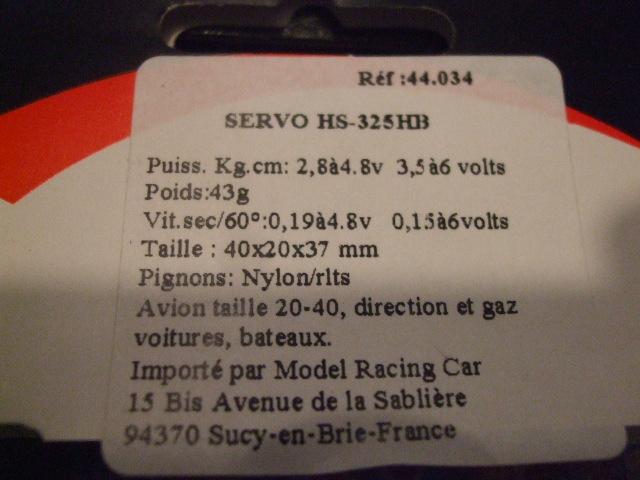 Réf :44.034
SERVO HS-325HB
Puiss. Kg.cm: 2,8à4.8v 3,5à6 volts
Poids:43g
Vit.sec/60°:0,19à4.8v 0,15à6volts
Taille : 40x20x37 mm
Pignons: Nylon/rlts
Avion taille 20-40, direction et gaz
voitures, bateaux.
Importé par Model Racing Car
15 Bis Avenue de la Sablière
94370 Sucy-en-Brie-France